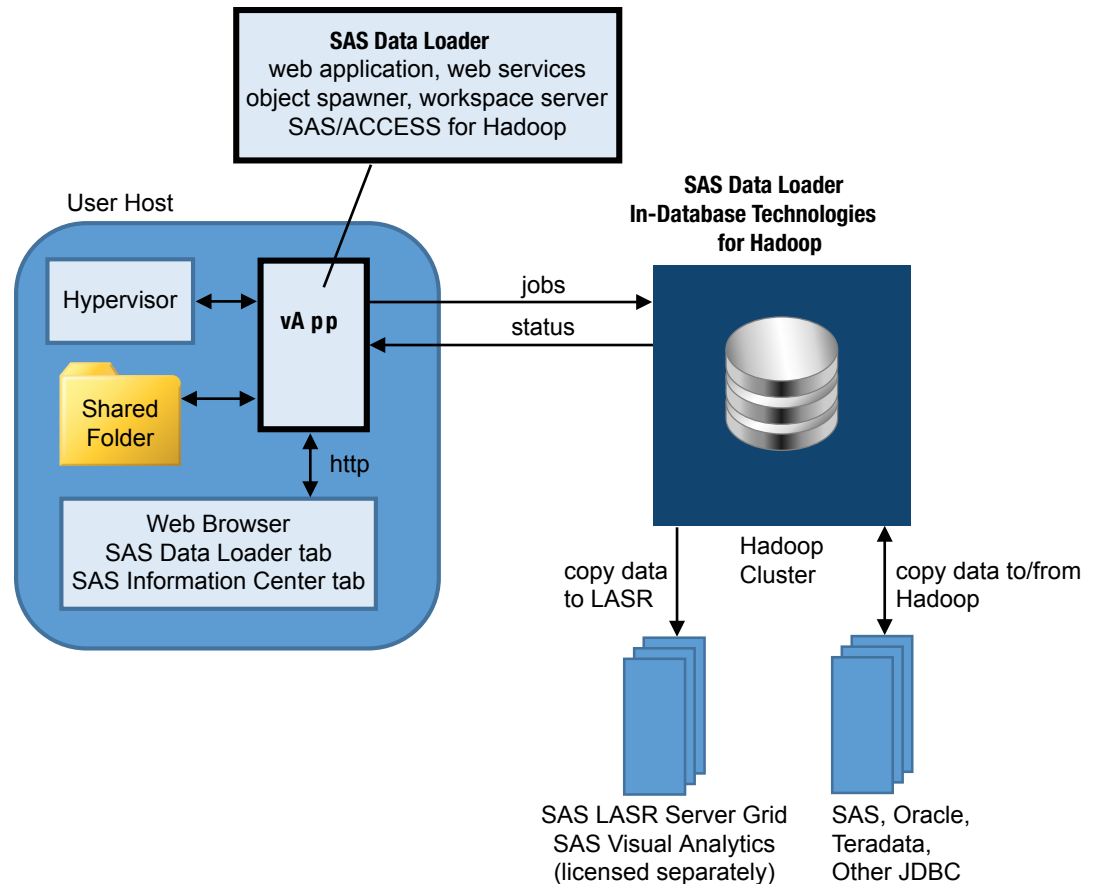 SAS Data Loader
web application, web services
object spawner, workspace server
SAS/ACCESS for Hadoop
User Host
Hypervisor
vA pp
Shared
Folder
http
Web Browser
SAS Data Loader tab
SAS Information Center tab
jobs
status
SAS Data Loader
In-Database Technologies
for Hadoop
Hadoop
Cluster
copy data
to LASR
copy data to/from
Hadoop
SAS LASR Server Grid
SAS Visual Analytics
(licensed separately)
SAS, Oracle,
Teradata,
Other JDBC